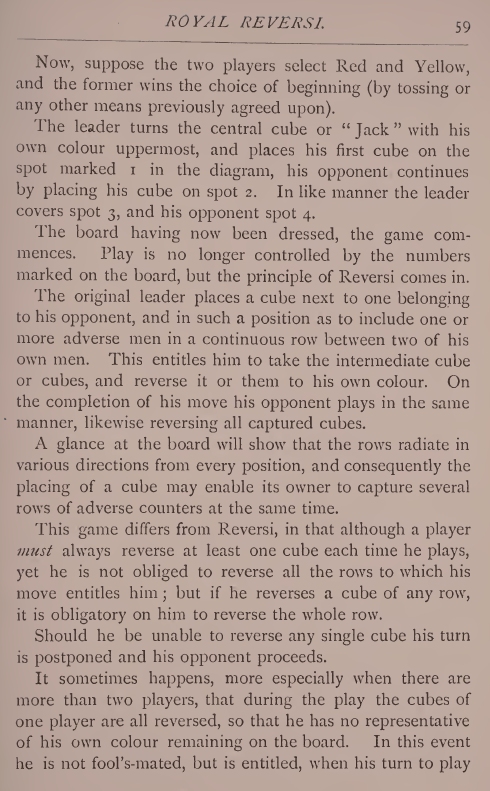 ROYAL REVERSI. 59
Now, suppose the two players select Red and Yellow,
and the former wins the choice of beginning (by tossing or
any other means previously agreed upon).
The leader turns the central cube or “Jack” with his
own colour uppermost, and places his first cube on the
spot marked 1 in the diagram, his opponent continues
by placing his cube on spot 2. In like manner the leader
covers spot 3, and his opponent spot 4.
The board having now been dressed, the game com-
mences. Play is no longer controlled by the numbers
marked on the board, but the principle of Reversi comes in.
The original leader places a cube next to one belonging
to his opponent, and in such a position as to include one or
more adverse men in a continuous row between two of his
own men. This entitles him to take the intermediate cube
or cubes, and reverse it or them to his own colour. On
the completion of his move his opponent plays in the same
manner, likewise reversing all captured cubes.
A glance at the board will show that the rows radiate in
various directions from every position, and consequently the
placing of a cube may enable its owner to capture several
rows of adverse counters at the same time.
This game differs from Reversi, in that although a player
must always reverse at least one cube each time he plays,
yet he is not obliged to reverse all the rows to which his
move entitles him; but if he reverses a cube of any row,
it is obligatory on him to reverse the whole row.
Should he be unable to reverse any single cube his turn
is postponed and his opponent proceeds.
It sometimes happens, more especially when there are
more than two players, that during the play the cubes of
one player are all reversed, so that he has no representative
of his own colour remaining on the board. In this event
he is not fool's-mated, but is entitled, when his turn to play